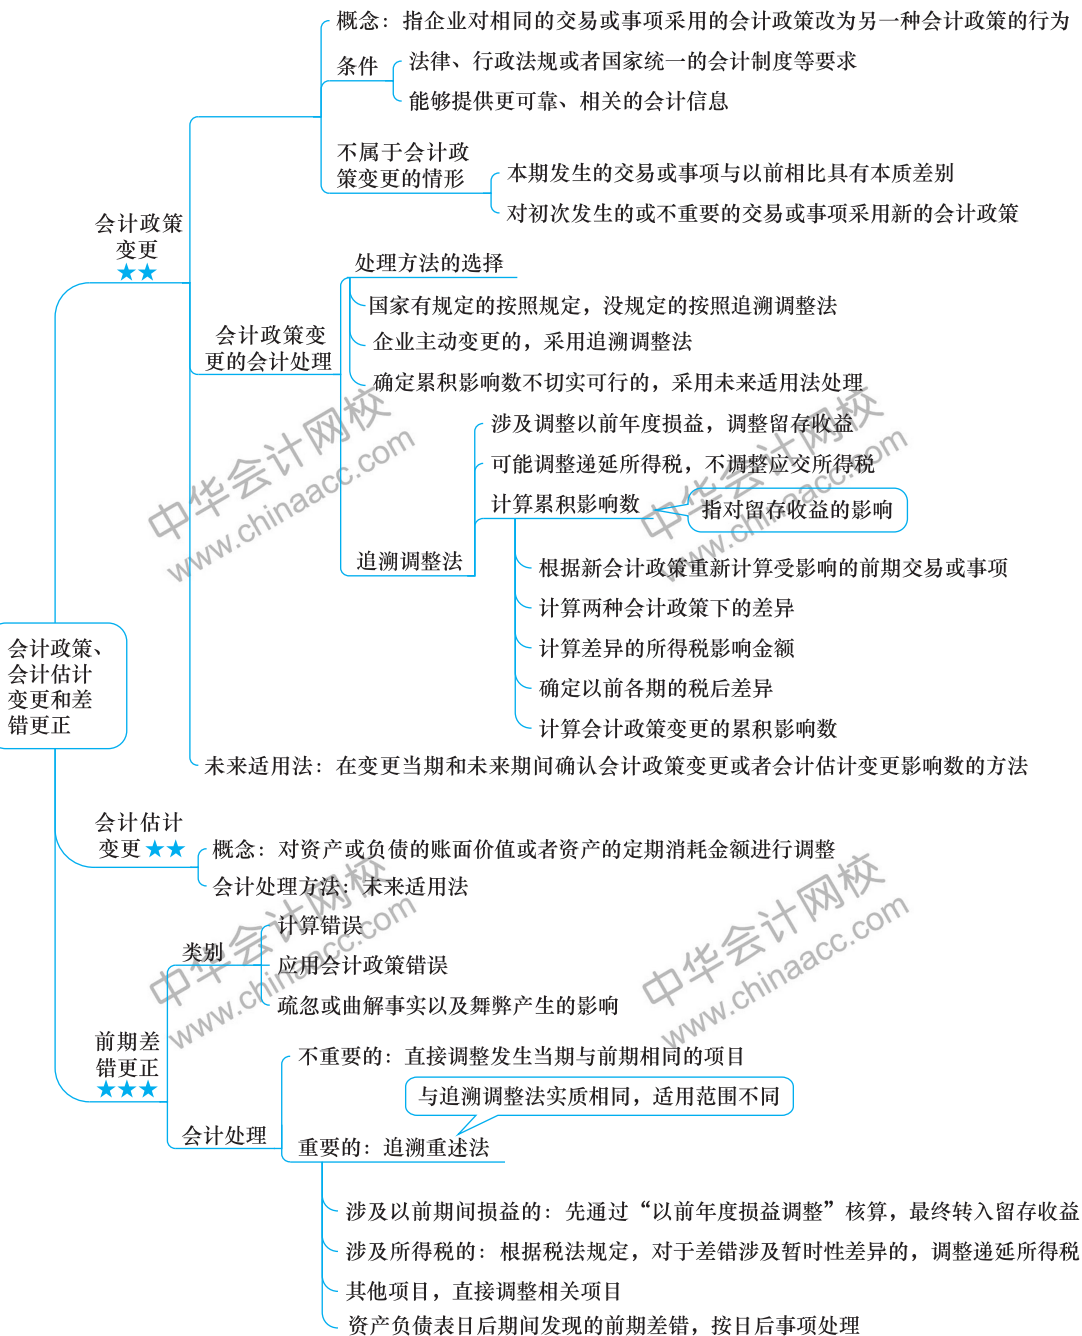 概念：指企业对相同的交易或事项采用的会计政策改为另一种会计政策的行为
条件
法律、行政法规或者国家统一的会计制度等要求
能够提供更可靠、相关的会计信息
不属于会计政
策变更的情形
本期发生的交易或事项与以前相比具有本质差别
对初次发生的或不重要的交易或事项采用新的会计政策
会计政策
变更
★★
处理方法的选择
国家有规定的按照规定，没规定的按照追溯调整法
会计政策变
更的会计处理
企业主动变更的，采用追溯调整法
确定累积影响数不切实可行的，采用未来适用法处理
涉及调整以前年度损益，调整留存收益
可能调整递延所得税，不调整应交所得税
计算累积影响数
指对留存收益的影响
追溯调整法
根据新会计政策重新计算受影响的前期交易或事项
计算两种会计政策下的差异
计算差异的所得税影响金额
确定以前各期的税后差异
计算会计政策变更的累积影响数
会计政策、
会计估计
变更和差
错更正
未来适用法：在变更当期和未来期间确认会计政策变更或者会计估计变更影响数的方法
会计估计
变更★★
概念：对资产或负债的账面价值或者资产的定期消耗金额进行调整
会计处理方法：未来适用法
类别
计算错误
应用会计政策错误
疏忽或曲解事实以及舞弊产生的影响
前期差
错更正
★★★
不重要的：直接调整发生当期与前期相同的项目
与追溯调整法实质相同，适用范围不同
会计处理
重要的：追溯重述法
涉及以前期间损益的：先通过“以前年度损益调整”核算，最终转入留存收益
涉及所得税的：根据税法规定，对于差错涉及暂时性差异的，调整递延所得税
其他项目，直接调整相关项目
资产负债表日后期间发现的前期差错，按日后事项处理
中华会计网校
www.chinaacc.com
中华会计网校
www.chinaacc.com
中华会计网校
www.chinaacc.com
中华会计网校
www.chinaacc.com